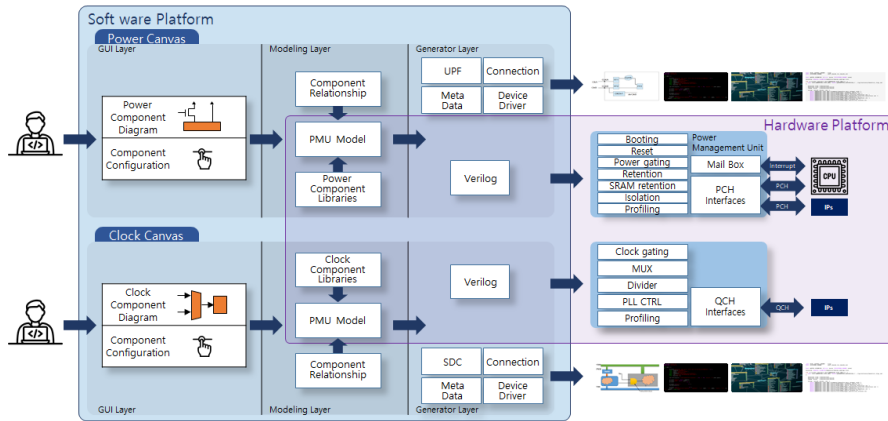 Soft ware Platform
Power Canvas
GUI Layer
Modeling Layer
Generator Layer
Power
Component
Diagram
Component
Configuration
Component
Relationship
PMU Model
Power
Component
Libraries
UPF
Connection
Meta
Data
Device
Driver
Verilog
Hardware Platform
Booting
Reset
Power gating
Retention
SRAM retention
Isolation
Profiling
Power
Management Unit
Mail Box
PCH
Interfaces
Interrupt
PCH
PCH
CPU
IPs
Clock Canvas
Clock
Component
Diagram
Component
Configuration
Clock
Component
Libraries
PMU Model
Component
Relationship
Verilog
SDC
Connection
Meta
Data
Device
Driver
GUI Layer
Modeling Layer
Generator Layer
Clock gating
MUX
Divider
PLL CTRL
Profiling
QCH
Interfaces
QCH
IPs